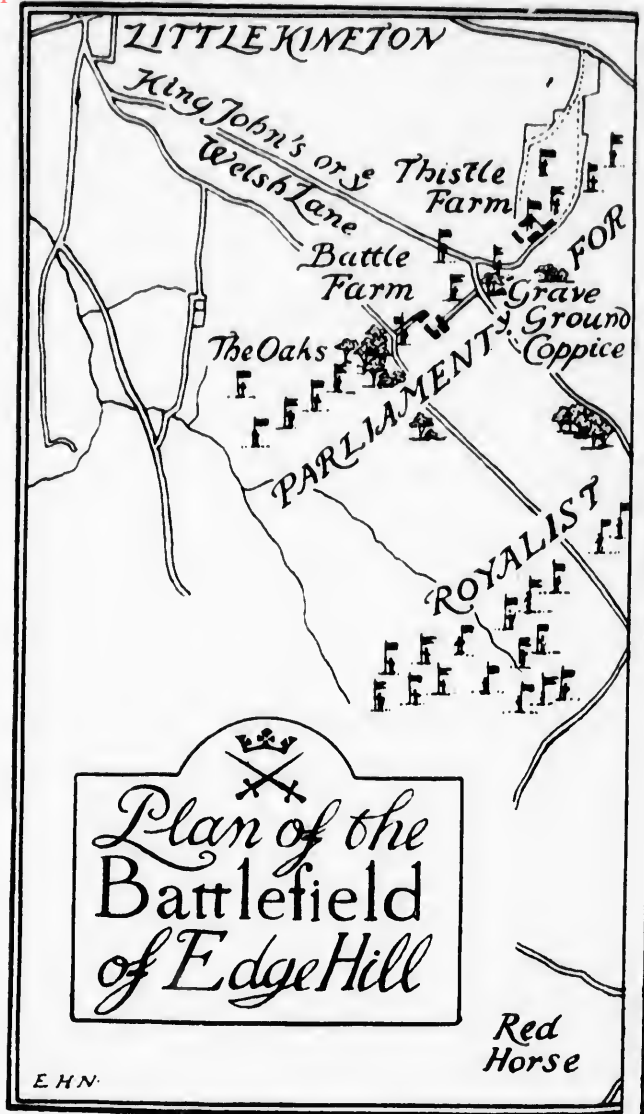 LITTLE KINETON
King John's or yᵉ
Welsh Lane
Thistle
Farm
Battle
Farm
Grave
Ground
Coppice
The Oaks
PARLIAMENTʸ FOR
ROYALIST
Plan of the
Battlefield
of Edge Hill
Red
Horse
E H N.